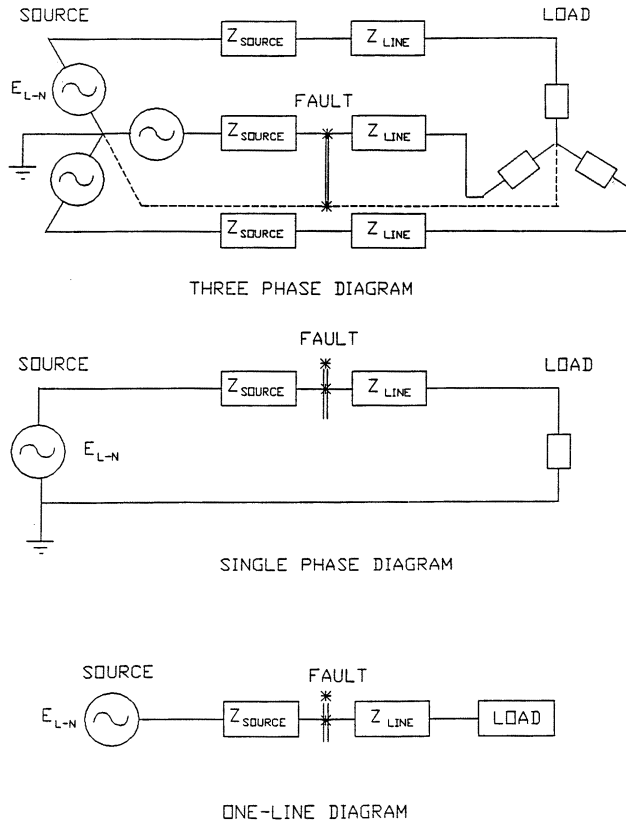 SOURCE
LOAD
Z SOURCE
Z LINE
E L-N
FAULT
Z SOURCE
Z LINE
Z SOURCE
Z LINE
THREE PHASE DIAGRAM
FAULT
SOURCE
LOAD
Z SOURCE
Z LINE
E L-N
SINGLE PHASE DIAGRAM
SOURCE
FAULT
E L-N
Z SOURCE
Z LINE
LOAD
ONE-LINE DIAGRAM